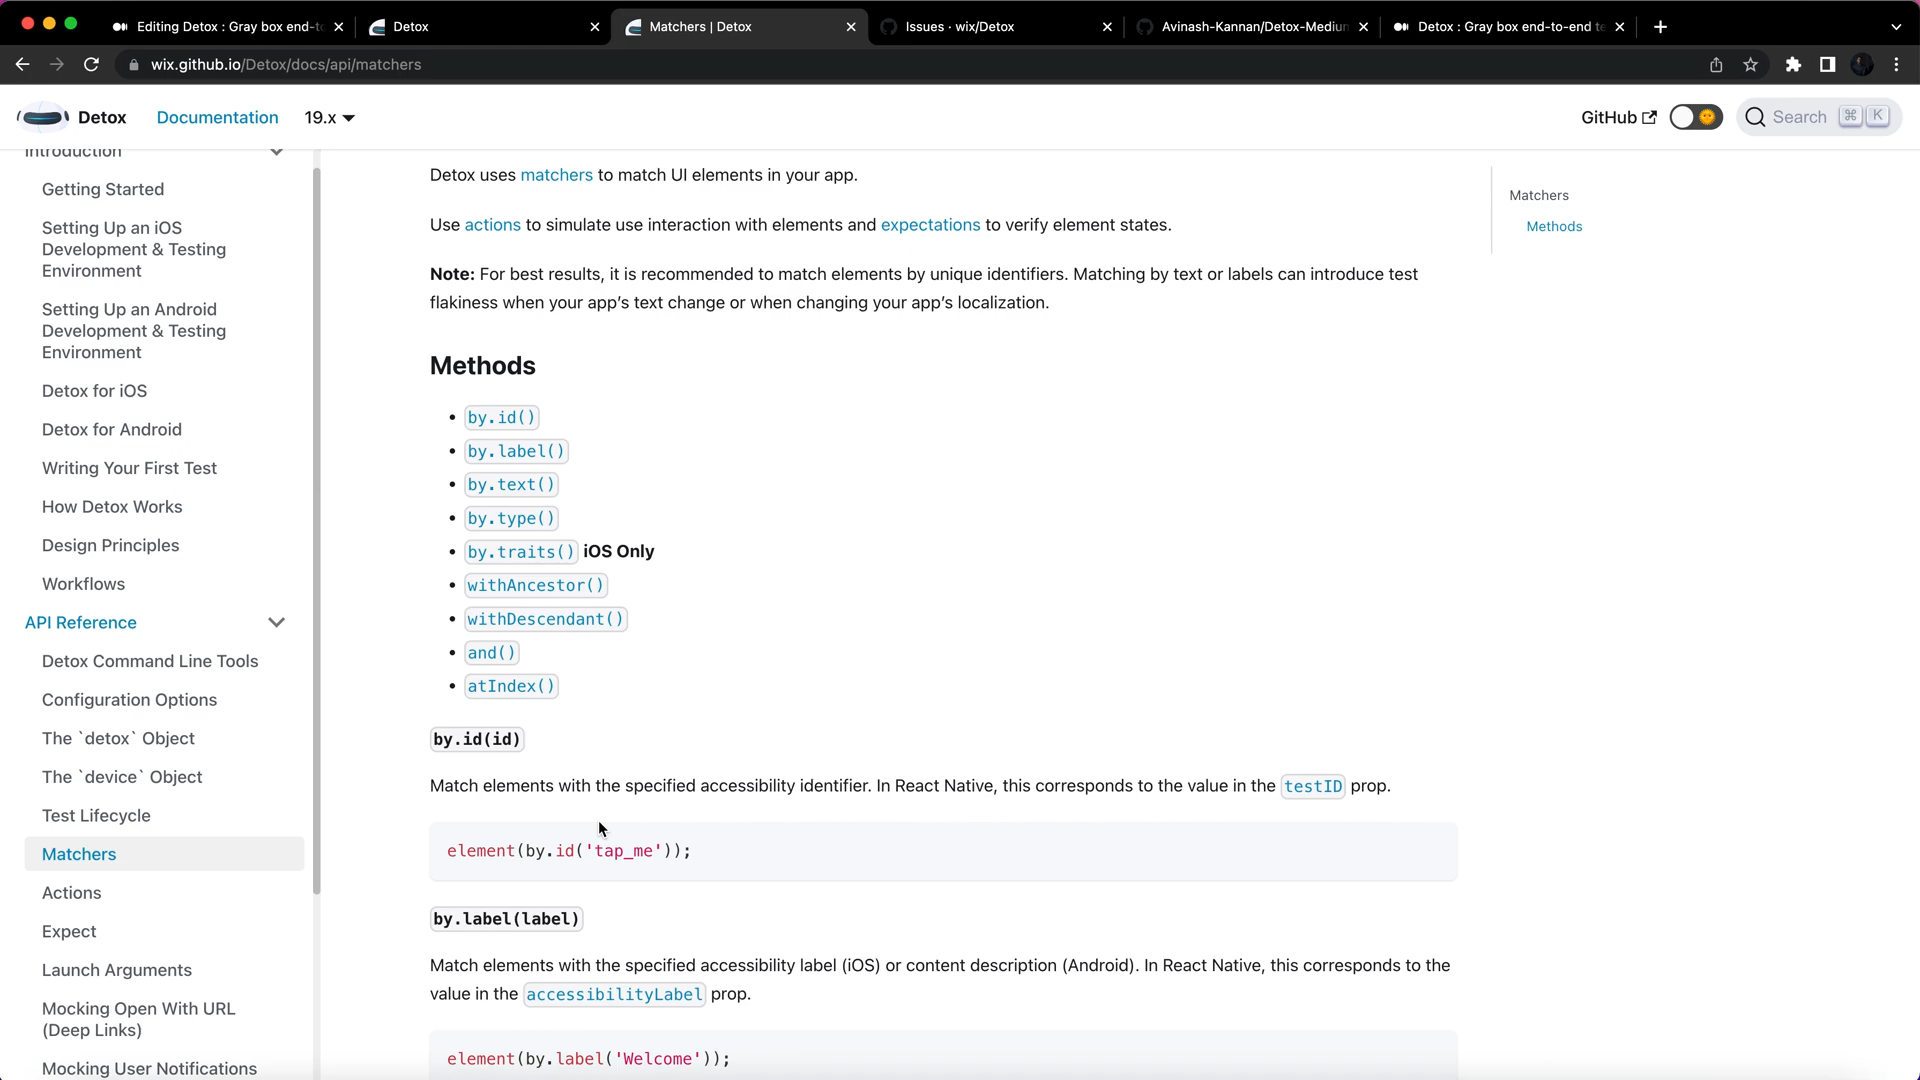 Editing Detox : Gray box end-to
Detox
Matchers | Detox
Issues · wix/Detox
Avinash-Kannan/Detox-Medium
Detox : Gray box end-to-end te
wix.github.io/Detox/docs/api/matchers
Detox
Documentation
19.x
GitHub
Search
⌘
K
Introduction
Getting Started
Setting Up an iOS
Development & Testing
Environment
Setting Up an Android
Development & Testing
Environment
Detox for iOS
Detox for Android
Writing Your First Test
How Detox Works
Design Principles
Workflows
API Reference
Detox Command Line Tools
Configuration Options
The `detox` Object
The `device` Object
Test Lifecycle
Matchers
Actions
Expect
Launch Arguments
Mocking Open With URL
(Deep Links)
Mocking User Notifications
Detox uses matchers to match UI elements in your app.
Use actions to simulate use interaction with elements and expectations to verify element states.
Note: For best results, it is recommended to match elements by unique identifiers. Matching by text or labels can introduce test
flakiness when your app’s text change or when changing your app’s localization.
Methods
• by.id()
• by.label()
• by.text()
• by.type()
• by.traits() iOS Only
• withAncestor()
• withDescendant()
• and()
• atIndex()
by.id(id)
Match elements with the specified accessibility identifier. In React Native, this corresponds to the value in the testID prop.
element(by.id('tap_me'));
by.label(label)
Match elements with the specified accessibility label (iOS) or content description (Android). In React Native, this corresponds to the
value in the accessibilityLabel prop.
element(by.label('Welcome'));
Matchers
Methods